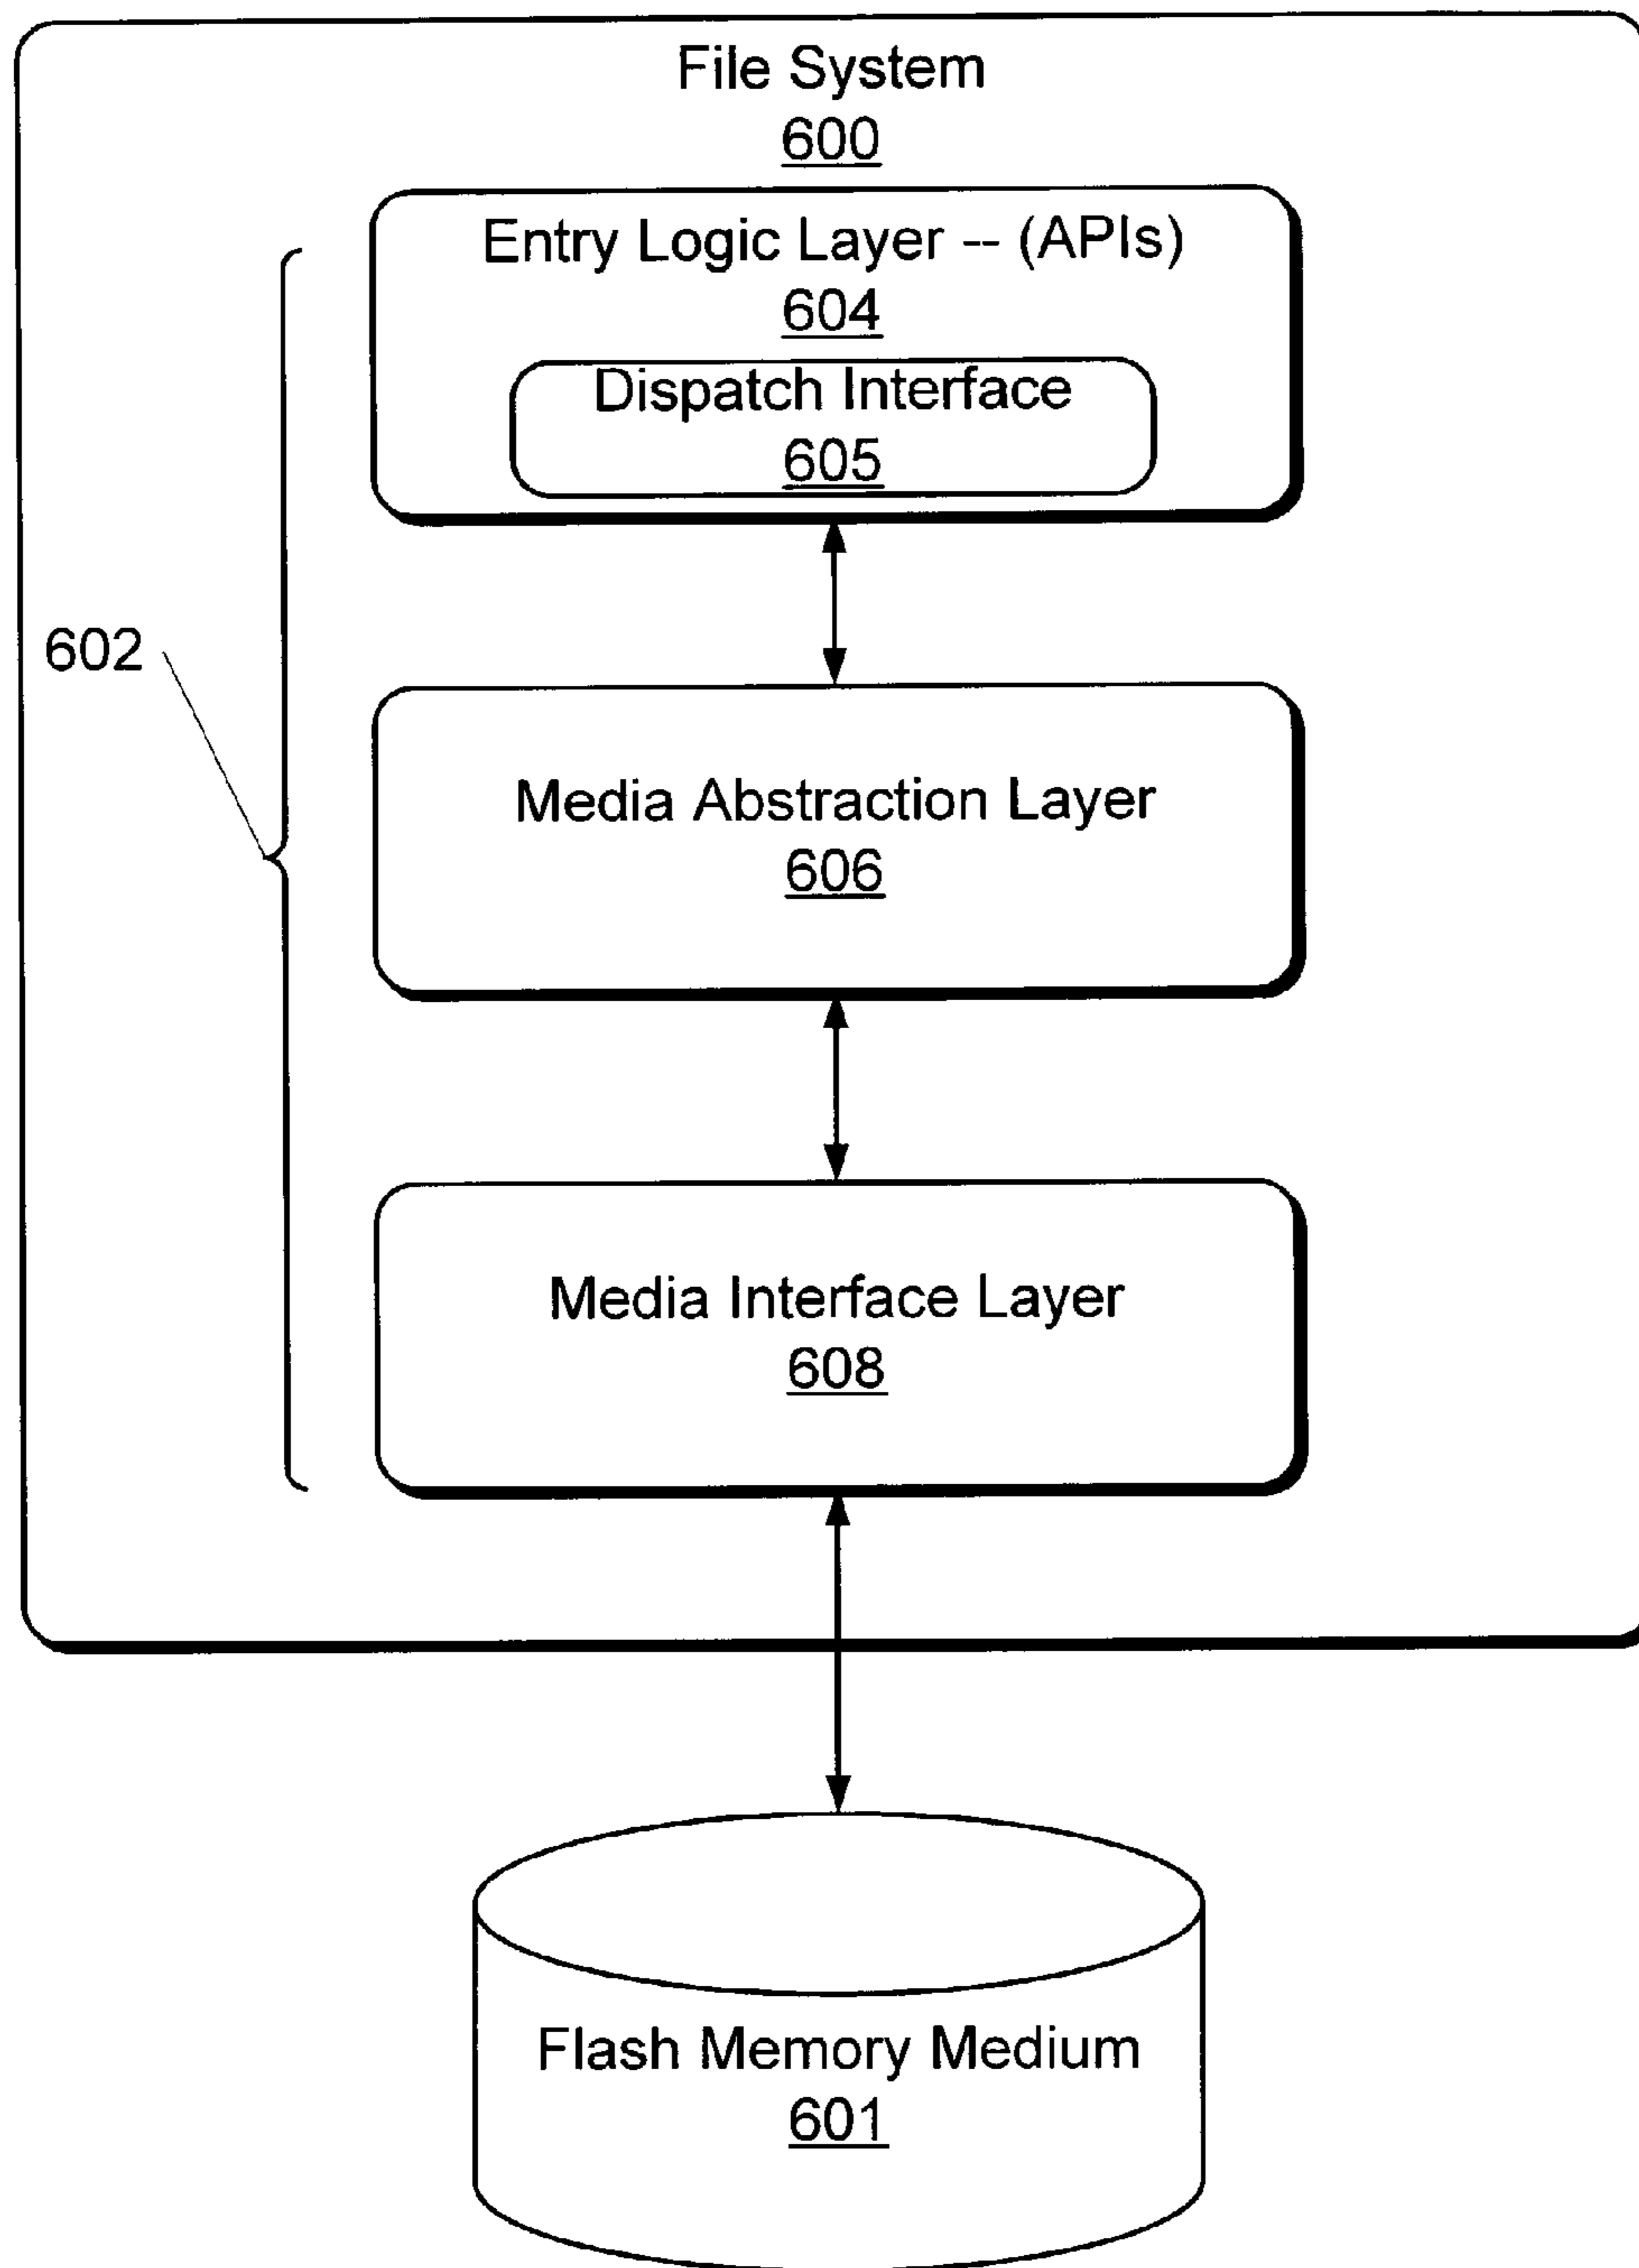 File System
600
Entry Logic Layer -- (APIs)
604
Dispatch Interface
605
602
Media Abstraction Layer
606
Media Interface Layer
608
Flash Memory Medium
601